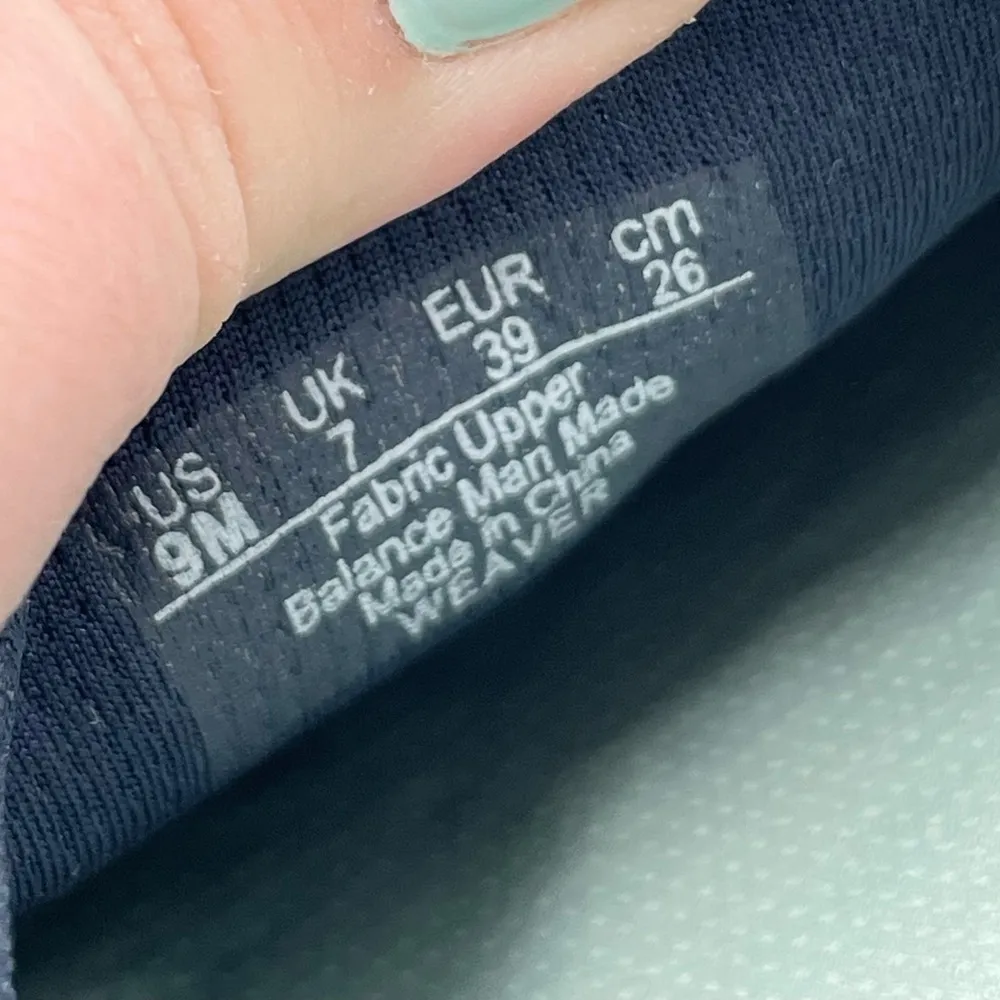 US UK EUR cm
9M 7 39 26
Fabric Upper
Balance Man Made
Made in China
WEAVER